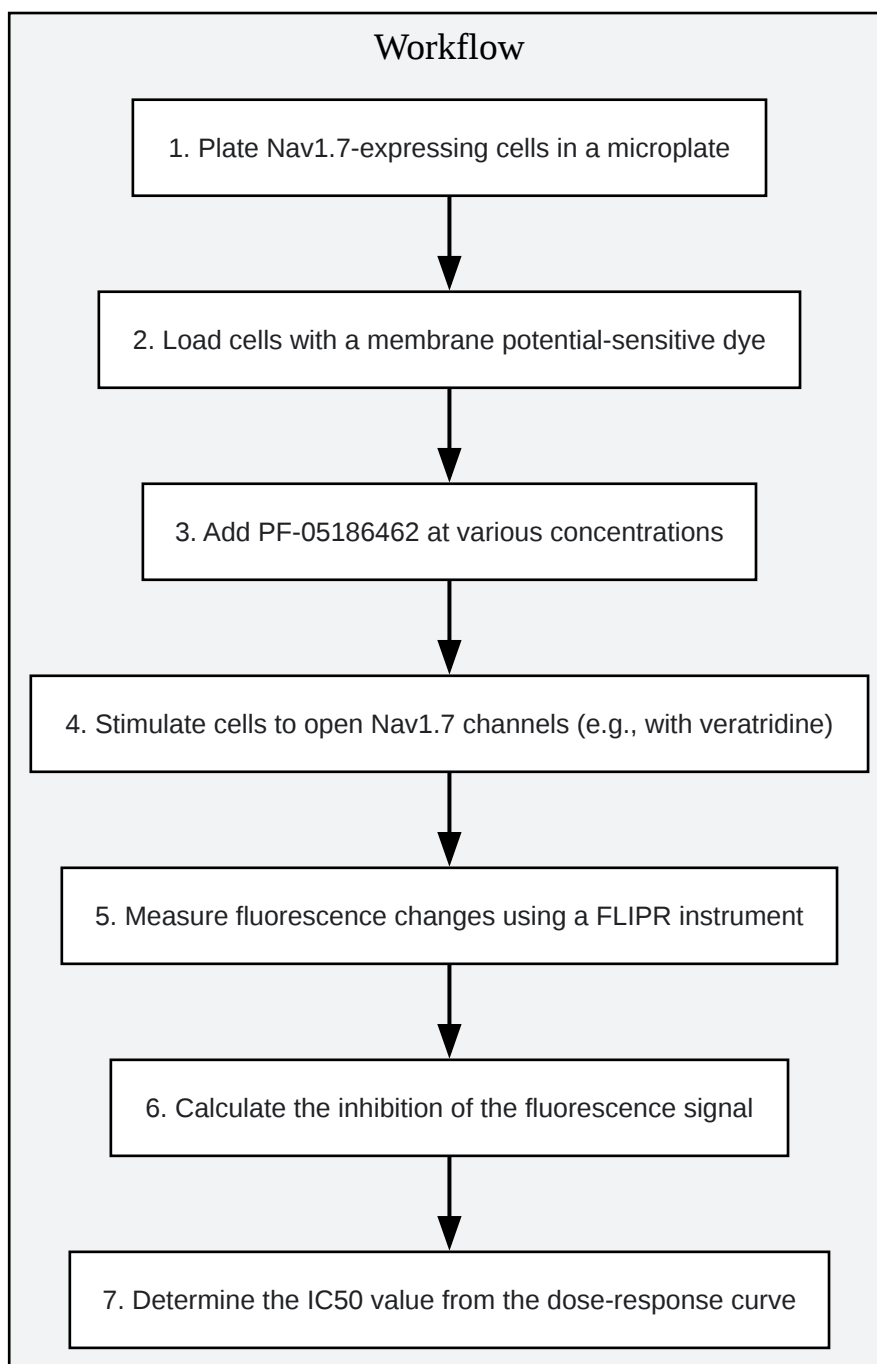 Workflow
1. Plate Nav1.7-expressing cells in a microplate
2. Load cells with a membrane potential-sensitive dye
3. Add PF-05186462 at various concentrations
4. Stimulate cells to open Nav1.7 channels (e.g., with veratridine)
5. Measure fluorescence changes using a FLIPR instrument
6. Calculate the inhibition of the fluorescence signal
7. Determine the IC50 value from the dose-response curve